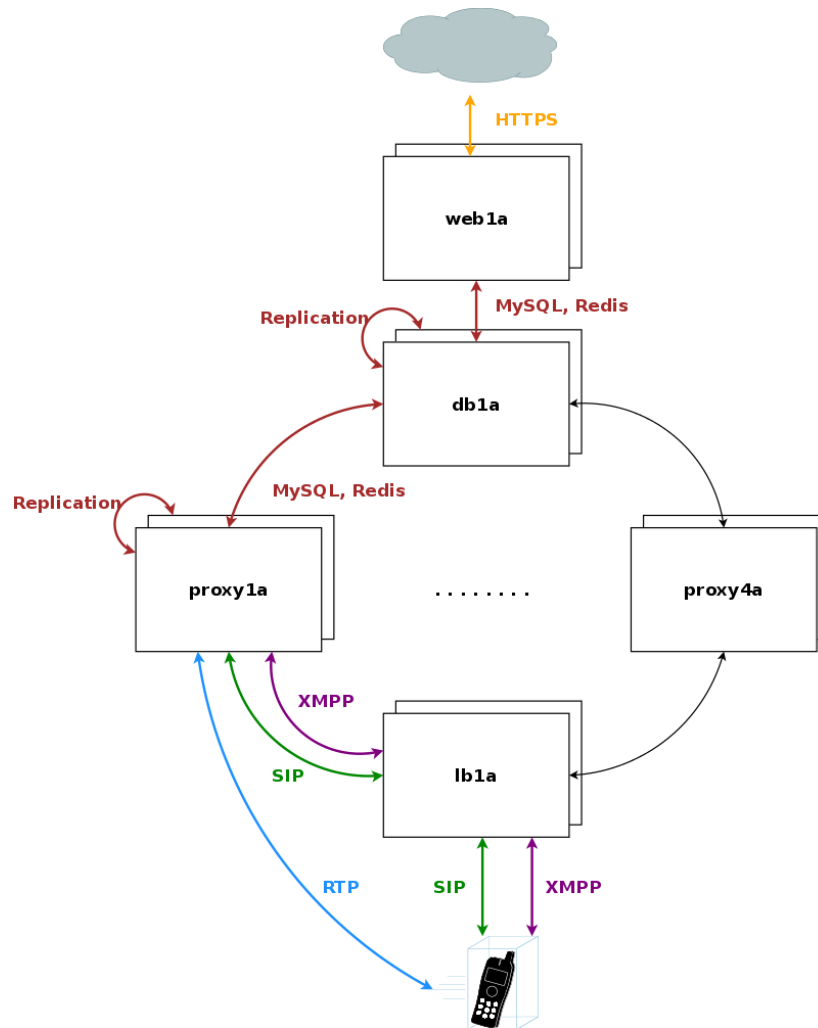 HTTPS
web1a
MySQL, Redis
Replication
db1a
MySQL, Redis
Replication
proxy1a
. . . . . . . .
proxy4a
XMPP
SIP
lb1a
RTP
SIP
XMPP